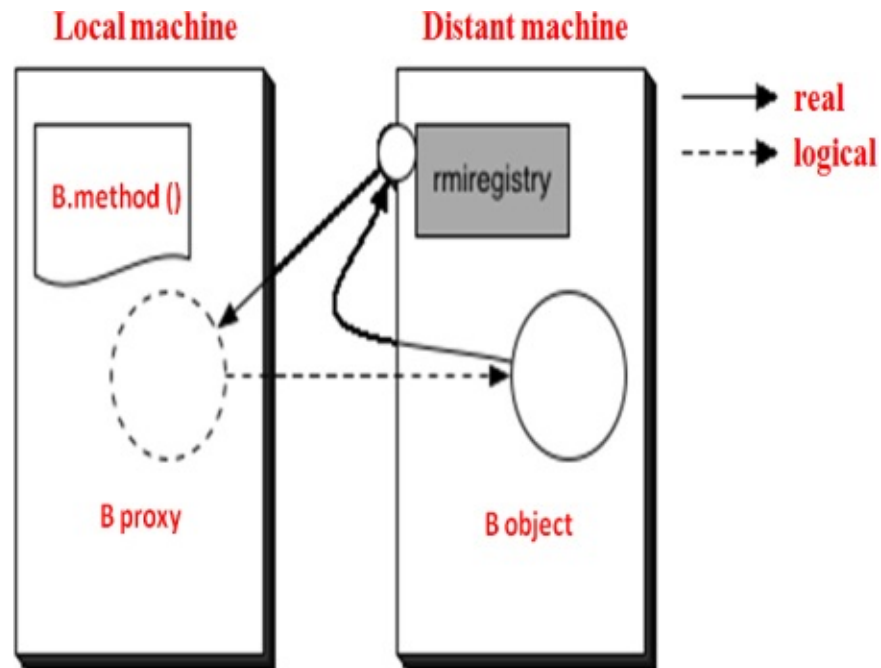 Local machine
Distant machine
real
logical
B.method ()
rmiregistry
B proxy
B object